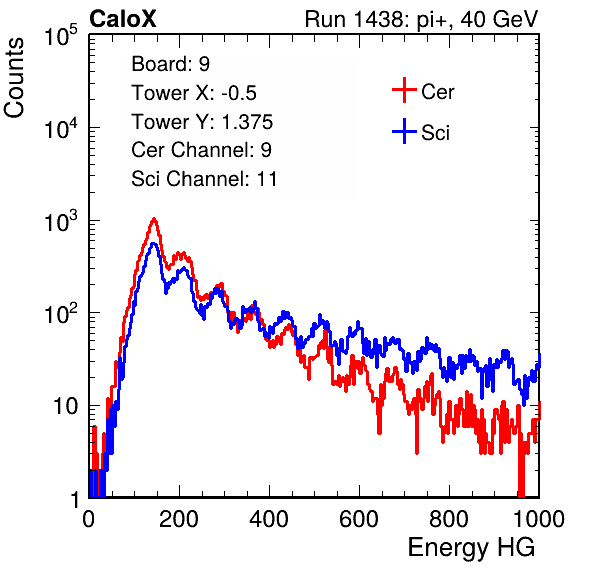 CaloX Run 1438: pi+, 40 GeV
Counts
Board: 9
Tower X: -0.5
Tower Y: 1.375
Cer Channel: 9
Sci Channel: 11
Cer
Sci
10^5
10^4
10^3
10^2
10
1
0 200 400 600 800 1000
Energy HG